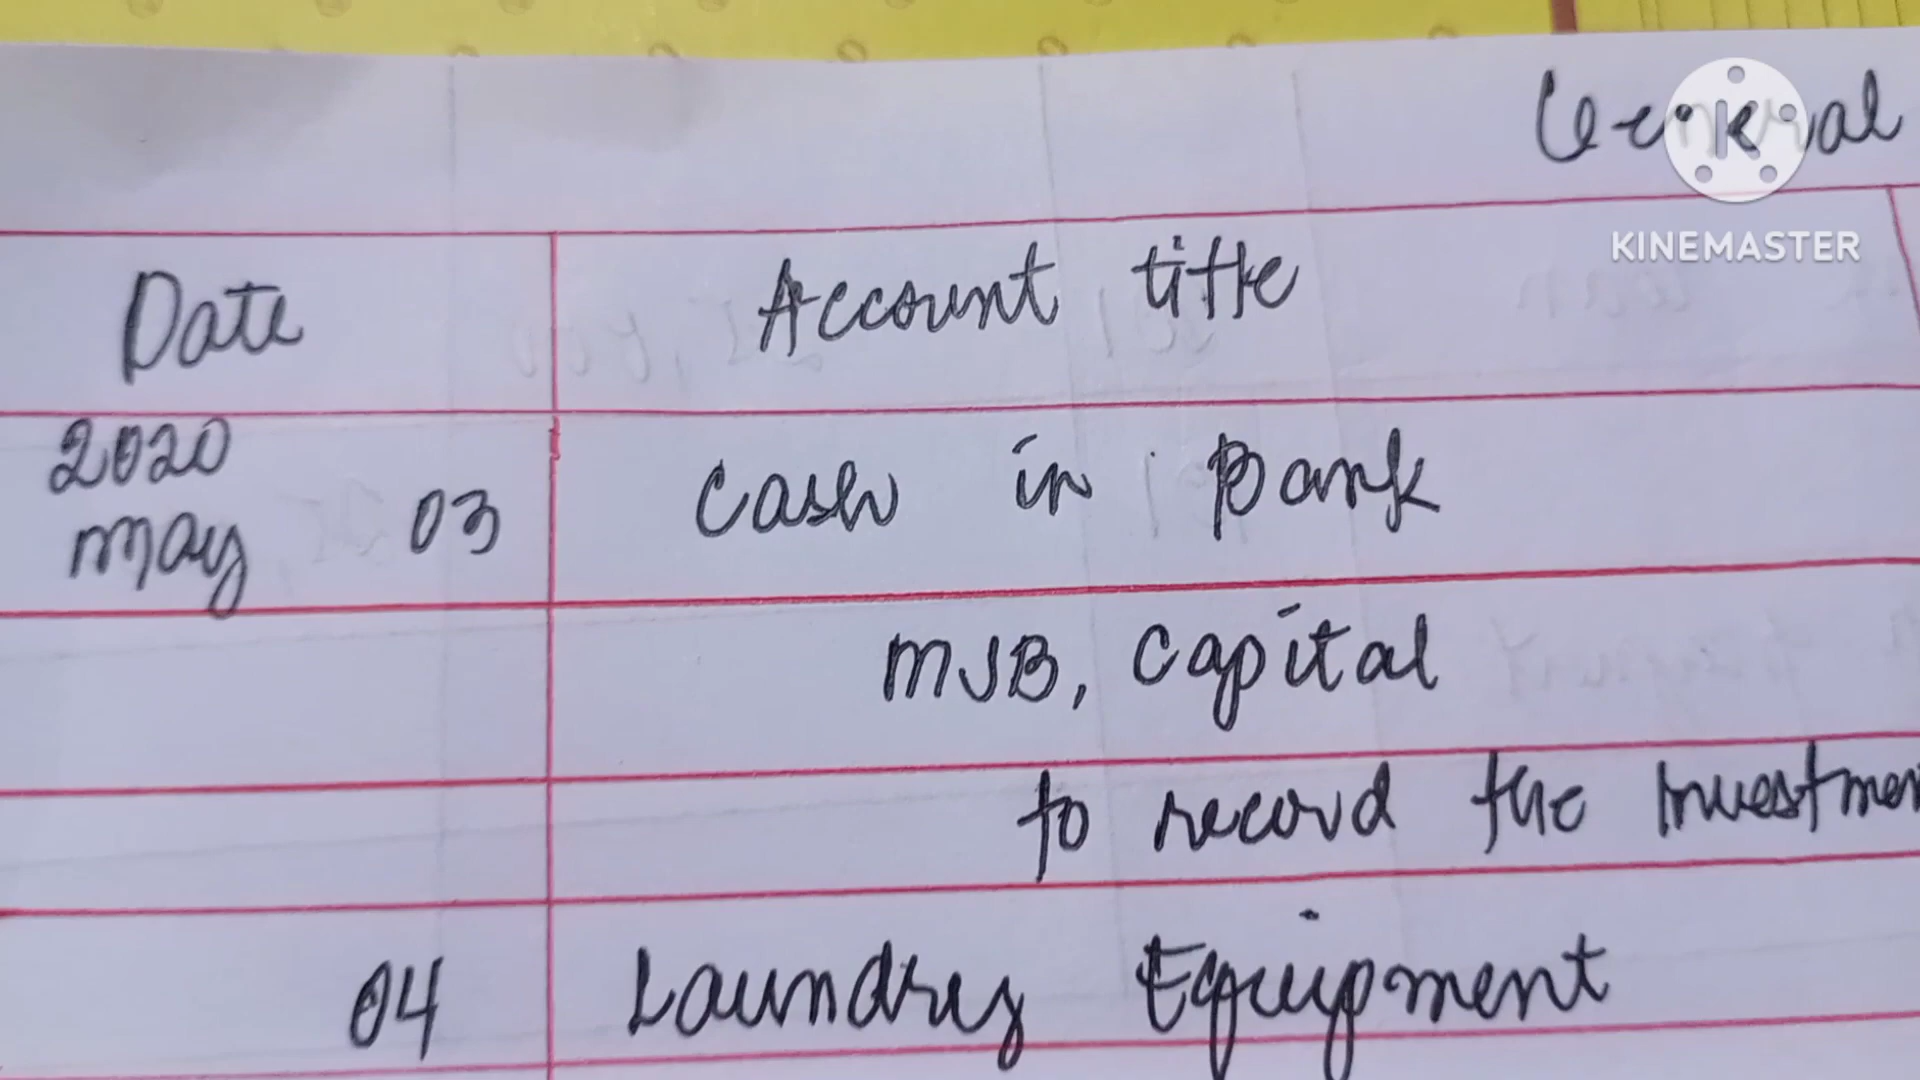 General
KINEMASTER
Date Account title
2020
May 03 Cash in Bank
MJB, Capital
to record the
04 Laundry Equipment